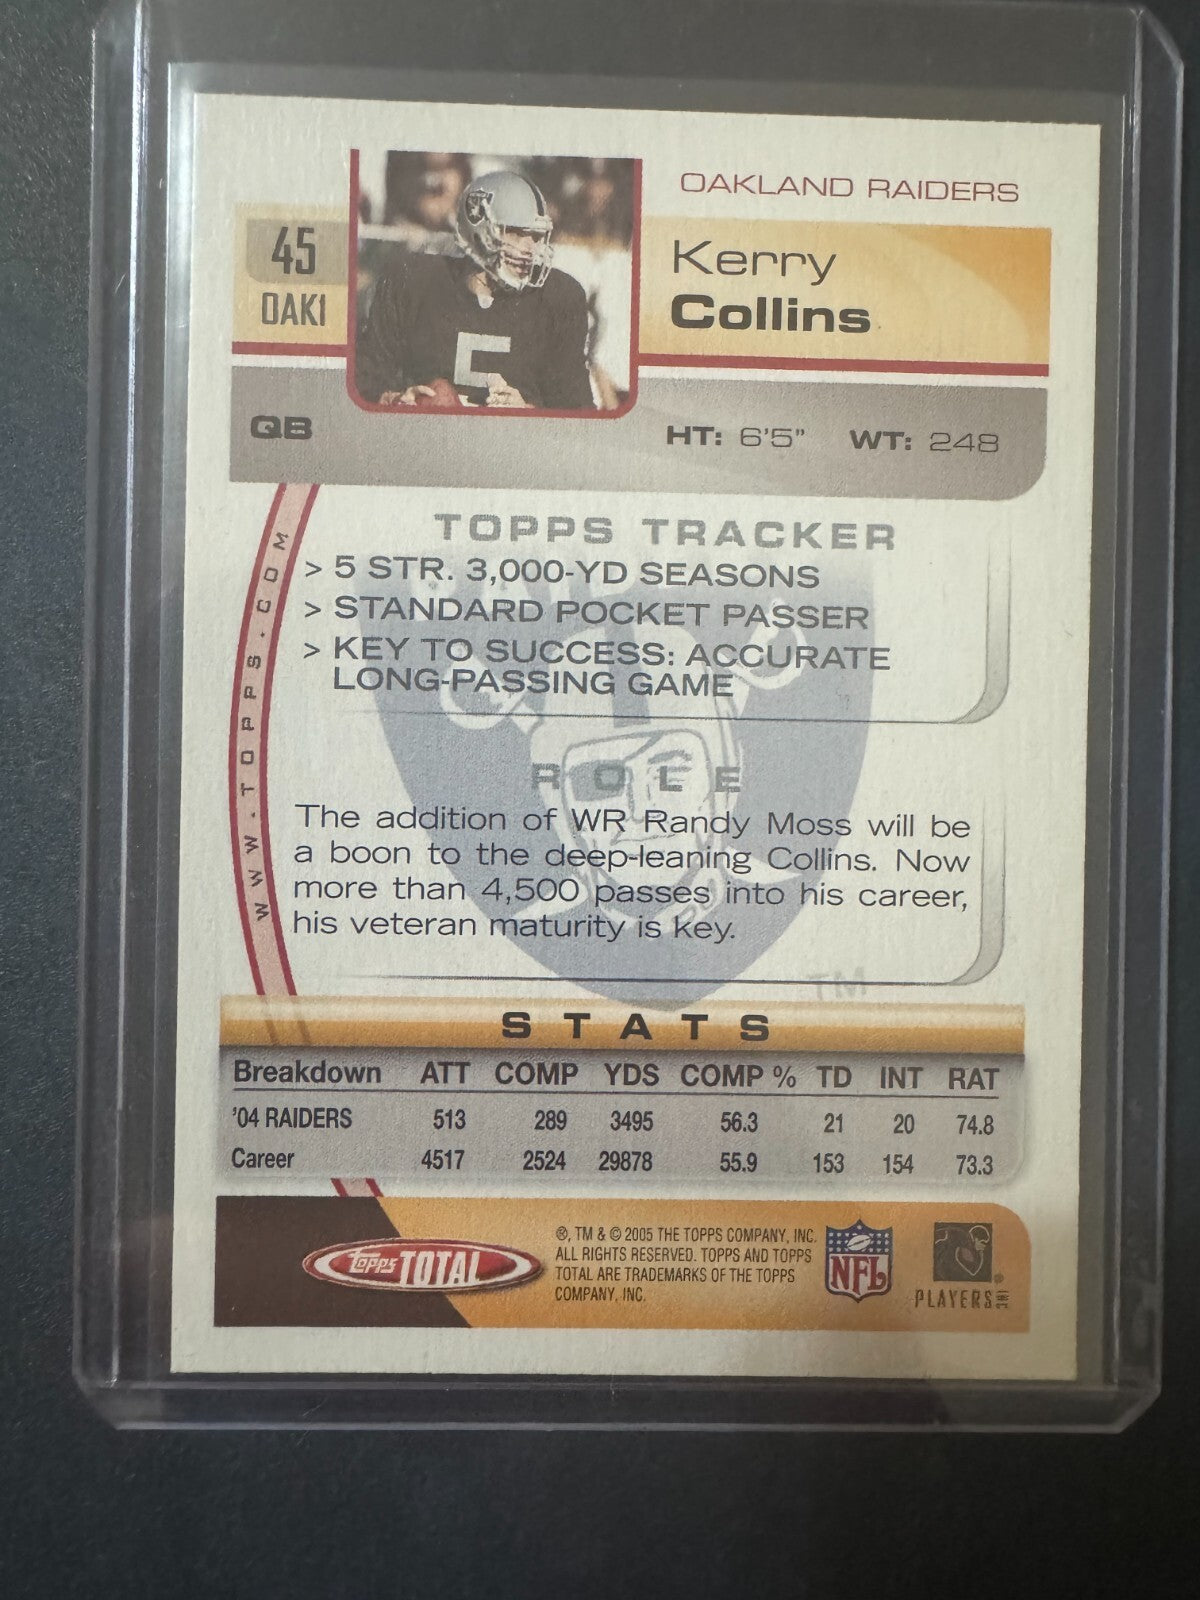 OAKLAND RAIDERS
45
OAK1
Kerry
Collins
5
QB
HT: 6'5" WT: 248
WWW.TOPPS.COM
TOPPS TRACKER
> 5 STR. 3,000-YD SEASONS
> STANDARD POCKET PASSER
> KEY TO SUCCESS: ACCURATE
LONG-PASSING GAME
ROLE
The addition of WR Randy Moss will be
a boon to the deep-leaning Collins. Now
more than 4,500 passes into his career,
his veteran maturity is key.
TM
STATS
Breakdown ATT COMP YDS COMP % TD INT RAT
'04 RAIDERS 513 289 3495 56.3 21 20 74.8
Career 4517 2524 29878 55.9 153 154 73.3
Topps TOTAL
®, TM & © 2005 THE TOPPS COMPANY, INC.
ALL RIGHTS RESERVED. TOPPS AND TOPPS
TOTAL ARE TRADEMARKS OF THE TOPPS
COMPANY, INC.
NFL
PLAYERS INC